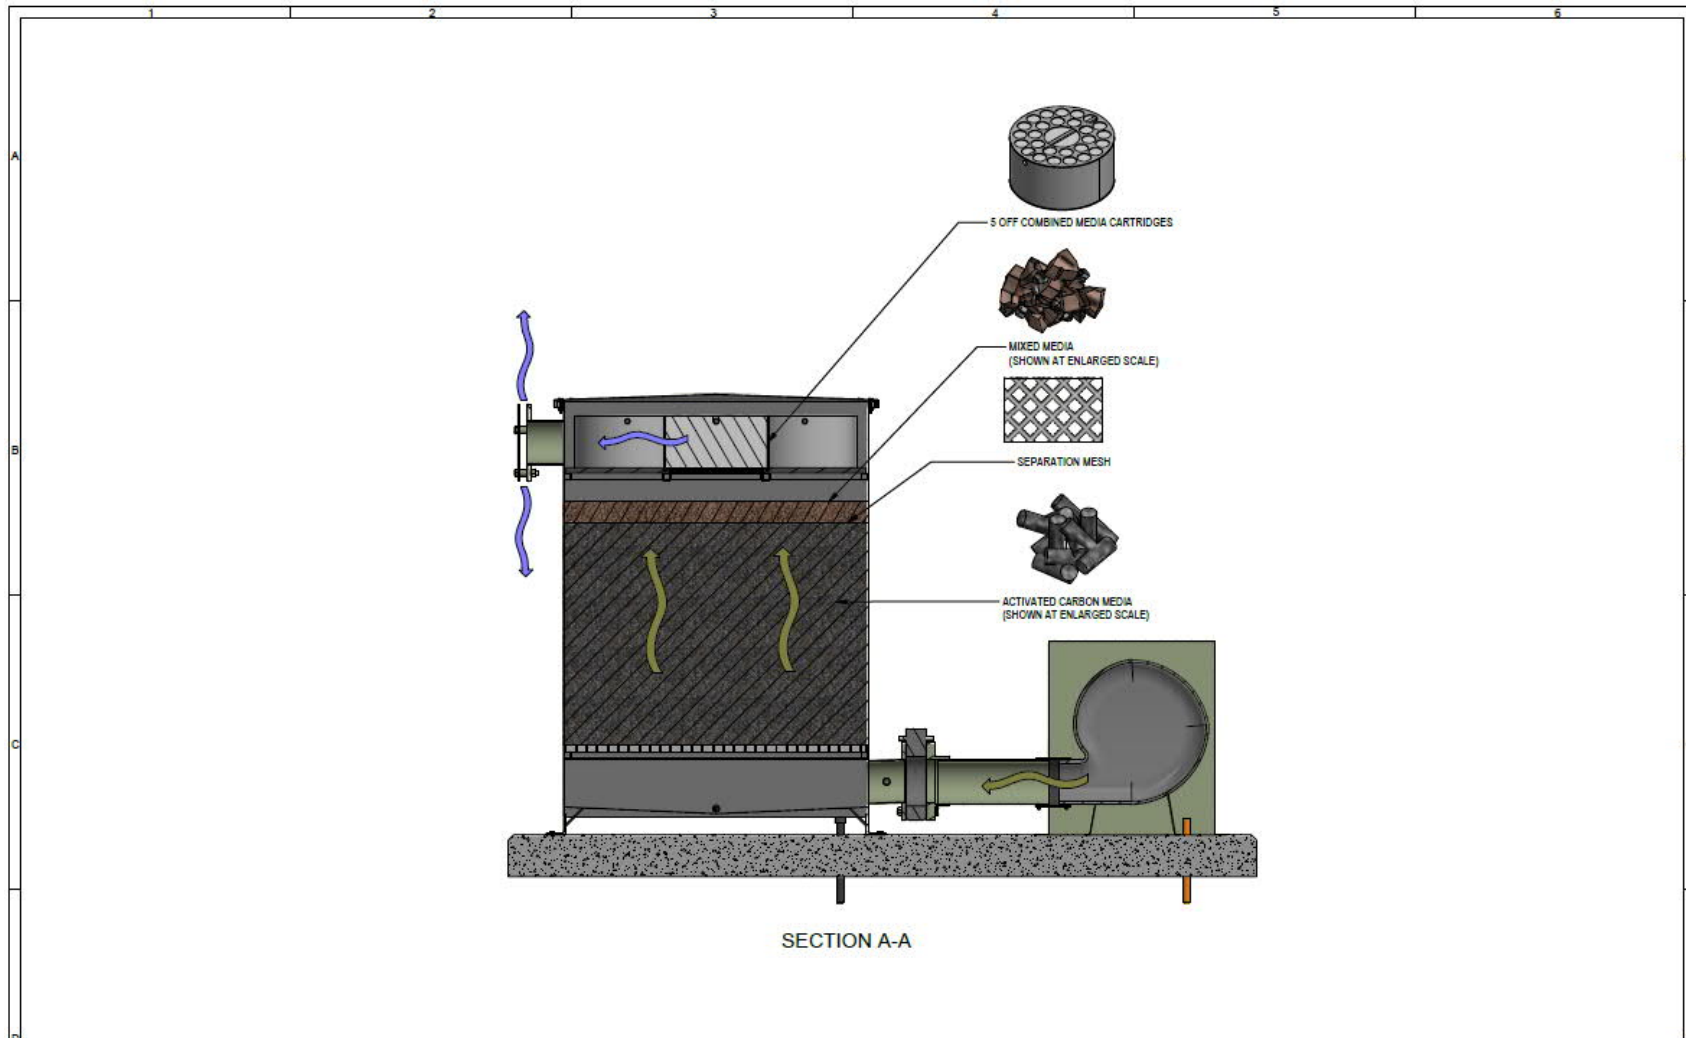 1 2 3 4 5 6
A
5 OFF COMBINED MEDIA CARTRIDGES
MIXED MEDIA
(SHOWN AT ENLARGED SCALE)
B
SEPARATION MESH
ACTIVATED CARBON MEDIA
(SHOWN AT ENLARGED SCALE)
C
SECTION A-A